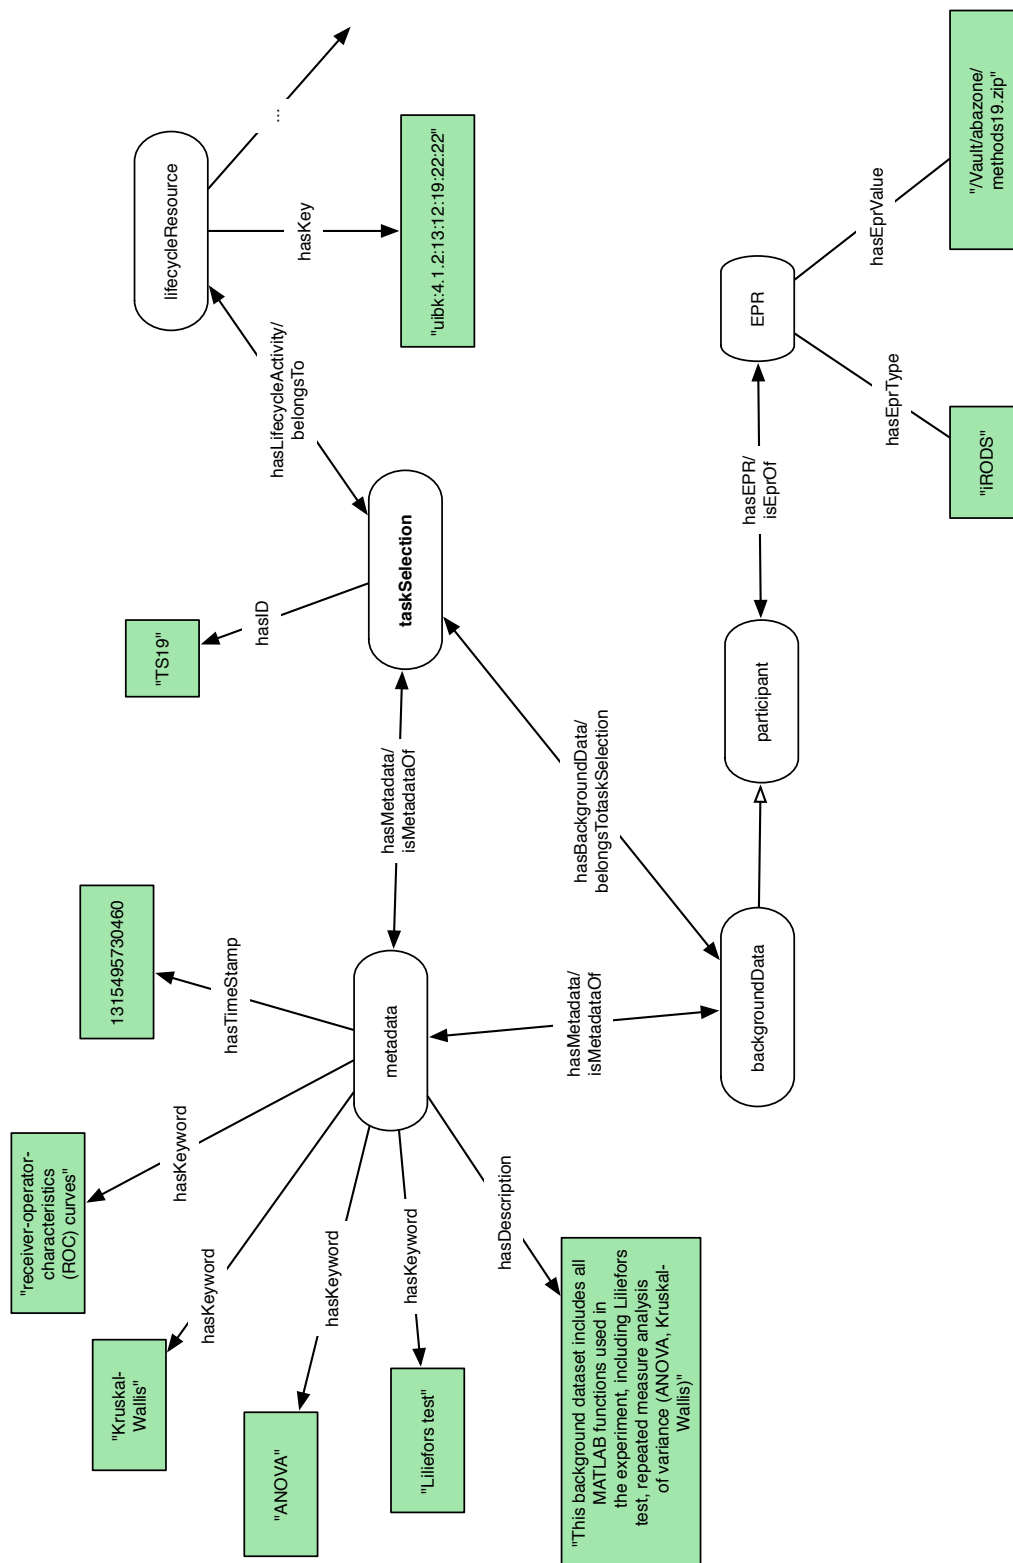 "receiver-operator-
characteristics
(ROC) curves"
"Kruskal-
Wallis"
"ANOVA"
"Liliefors test"
"This background dataset includes all
MATLAB functions used in
the experiment, including Liliefors
test, repeated measure analysis
of variance (ANOVA, Kruskal-
Wallis)"
hasKeyword
hasKeyword
hasKeyword
hasKeyword
hasDescription
1315495730460
hasTimeStamp
metadata
hasMetadata/
isMetadataOf
hasMetadata/
isMetadataOf
backgroundData
"TS19"
hasID
taskSelection
hasBackgroundData/
belongsTotaskSelection
participant
hasLifecycleActivity/
belongsTo
hasEPR/
isEprOf
lifecycleResource
...
hasKey
"uibk:4.1.2:13:12:19:22:22"
EPR
hasEprType
"iRODS"
hasEprValue
"/Vault/abazone/
methods19.zip"